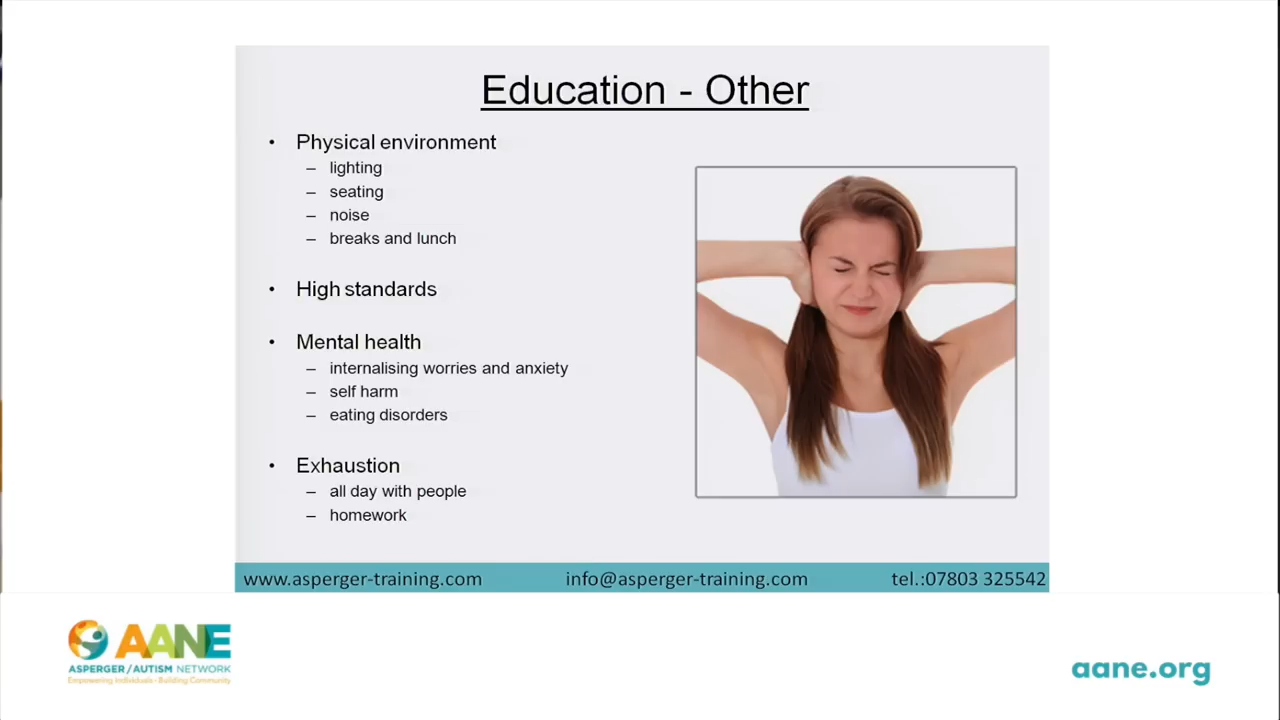 Education - Other
• Physical environment
– lighting
– seating
– noise
– breaks and lunch
• High standards
• Mental health
– internalising worries and anxiety
– self harm
– eating disorders
• Exhaustion
– all day with people
– homework
www.asperger-training.com info@asperger-training.com tel.:07803 325542
AANE
ASPERGER / AUTISM NETWORK
Empowering Individuals • Building Community
aane.org